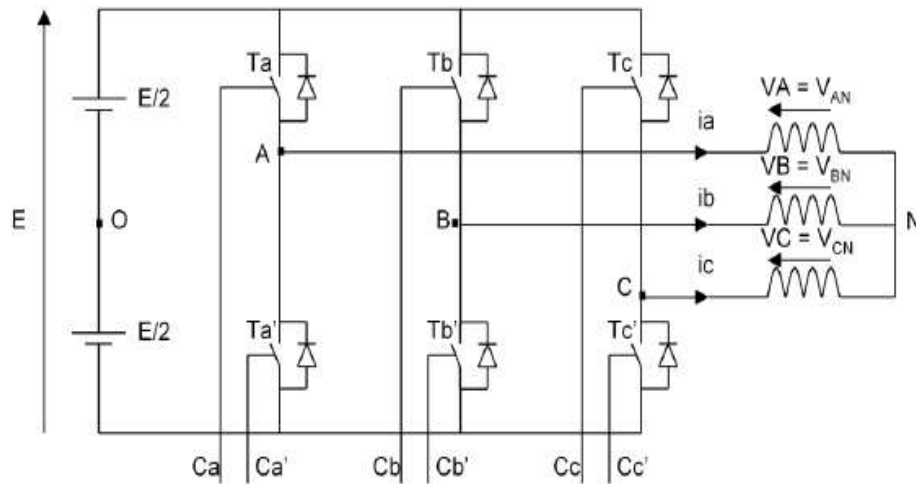 Ta
Tb
Tc
E/2
VA = VAN
ia
A
VB = VBN
E
O
B
ib
N
VC = VCN
ic
C
E/2
Ta'
Tb'
Tc'
Ca
Ca'
Cb
Cb'
Cc
Cc'